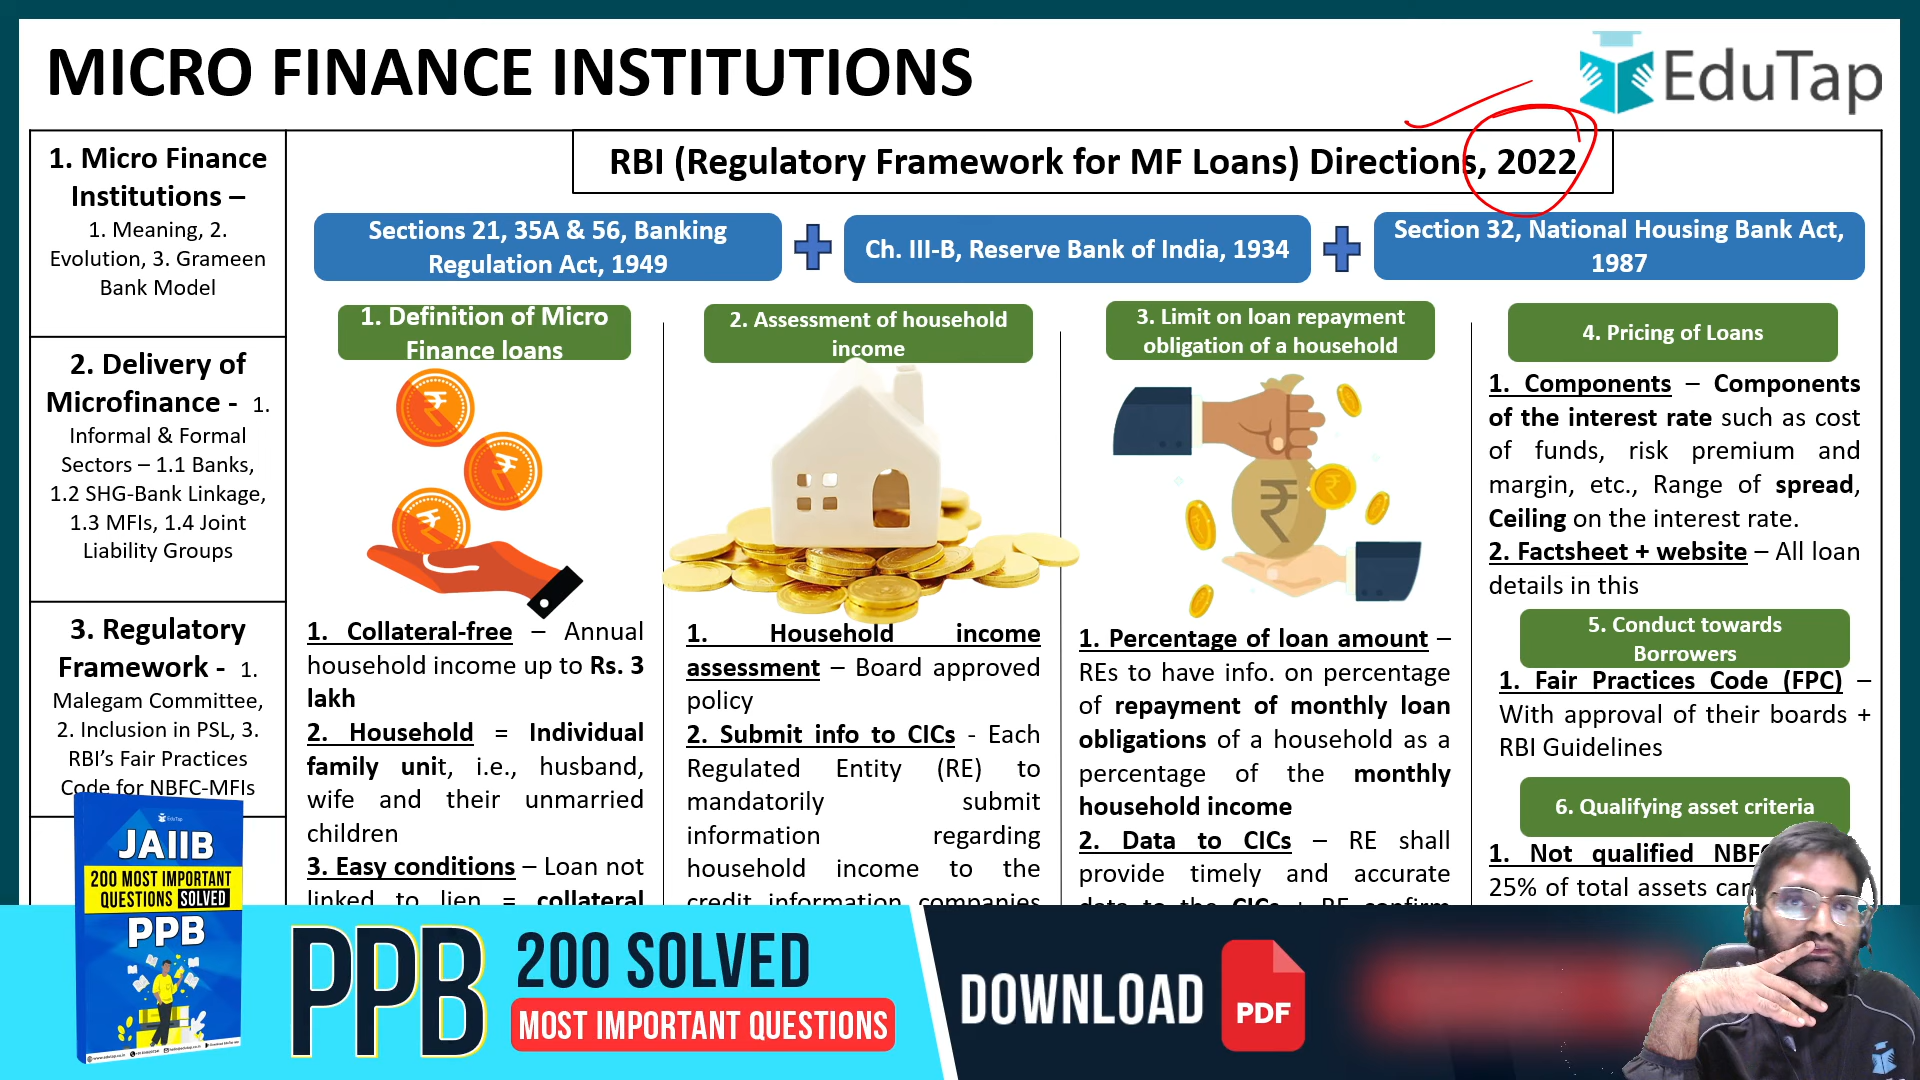 MICRO FINANCE INSTITUTIONS
EduTap
1. Micro Finance
Institutions –
1. Meaning, 2.
Evolution, 3. Grameen
Bank Model
2. Delivery of
Microfinance - 1.
Informal & Formal
Sectors – 1.1 Banks,
1.2 SHG-Bank Linkage,
1.3 MFIs, 1.4 Joint
Liability Groups
3. Regulatory
Framework - 1.
Malegam Committee,
2. Inclusion in PSL, 3.
RBI's Fair Practices
Code for NBFC-MFIs
RBI (Regulatory Framework for MF Loans) Directions, 2022
Sections 21, 35A & 56, Banking
Regulation Act, 1949
Ch. III-B, Reserve Bank of India, 1934
Section 32, National Housing Bank Act,
1987
1. Definition of Micro
Finance loans
1. Collateral-free – Annual
household income up to Rs. 3
lakh
2. Household = Individual
family unit, i.e., husband,
wife and their unmarried
children
3. Easy conditions – Loan not
linked to lien = collateral
2. Assessment of household
income
1. Household income
assessment – Board approved
policy
2. Submit info to CICs - Each
Regulated Entity (RE) to
mandatorily submit
information regarding
household income to the
credit information companies
3. Limit on loan repayment
obligation of a household
1. Percentage of loan amount –
REs to have info. on percentage
of repayment of monthly loan
obligations of a household as a
percentage of the monthly
household income
2. Data to CICs – RE shall
provide timely and accurate
data to the CICs + RE confirm
4. Pricing of Loans
1. Components – Components
of the interest rate such as cost
of funds, risk premium and
margin, etc., Range of spread,
Ceiling on the interest rate.
2. Factsheet + website – All loan
details in this
5. Conduct towards
Borrowers
1. Fair Practices Code (FPC) –
With approval of their boards +
RBI Guidelines
6. Qualifying asset criteria
1. Not qualified
25% of total assets
EduTap
JAIIB
200 MOST IMPORTANT
QUESTIONS SOLVED
PPB
PPB
200 SOLVED
MOST IMPORTANT QUESTIONS
DOWNLOAD
PDF